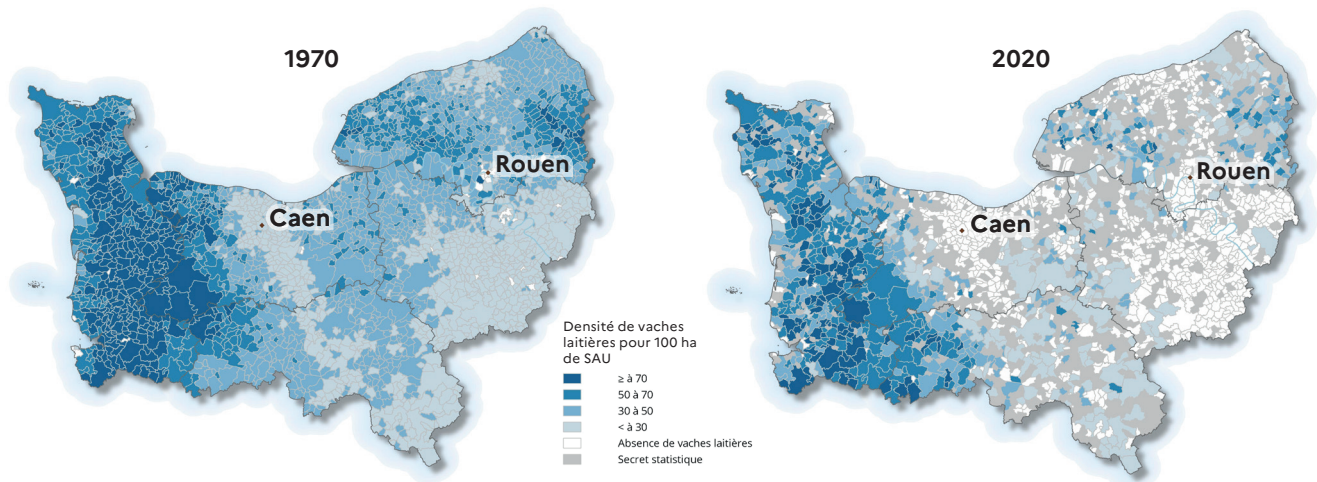 1970
2020
Rouen
Caen
Rouen
Caen
Densité de vaches
laitières pour 100 ha
de SAU
≥ à 70
50 à 70
30 à 50
< à 30
Absence de vaches laitières
Secret statistique